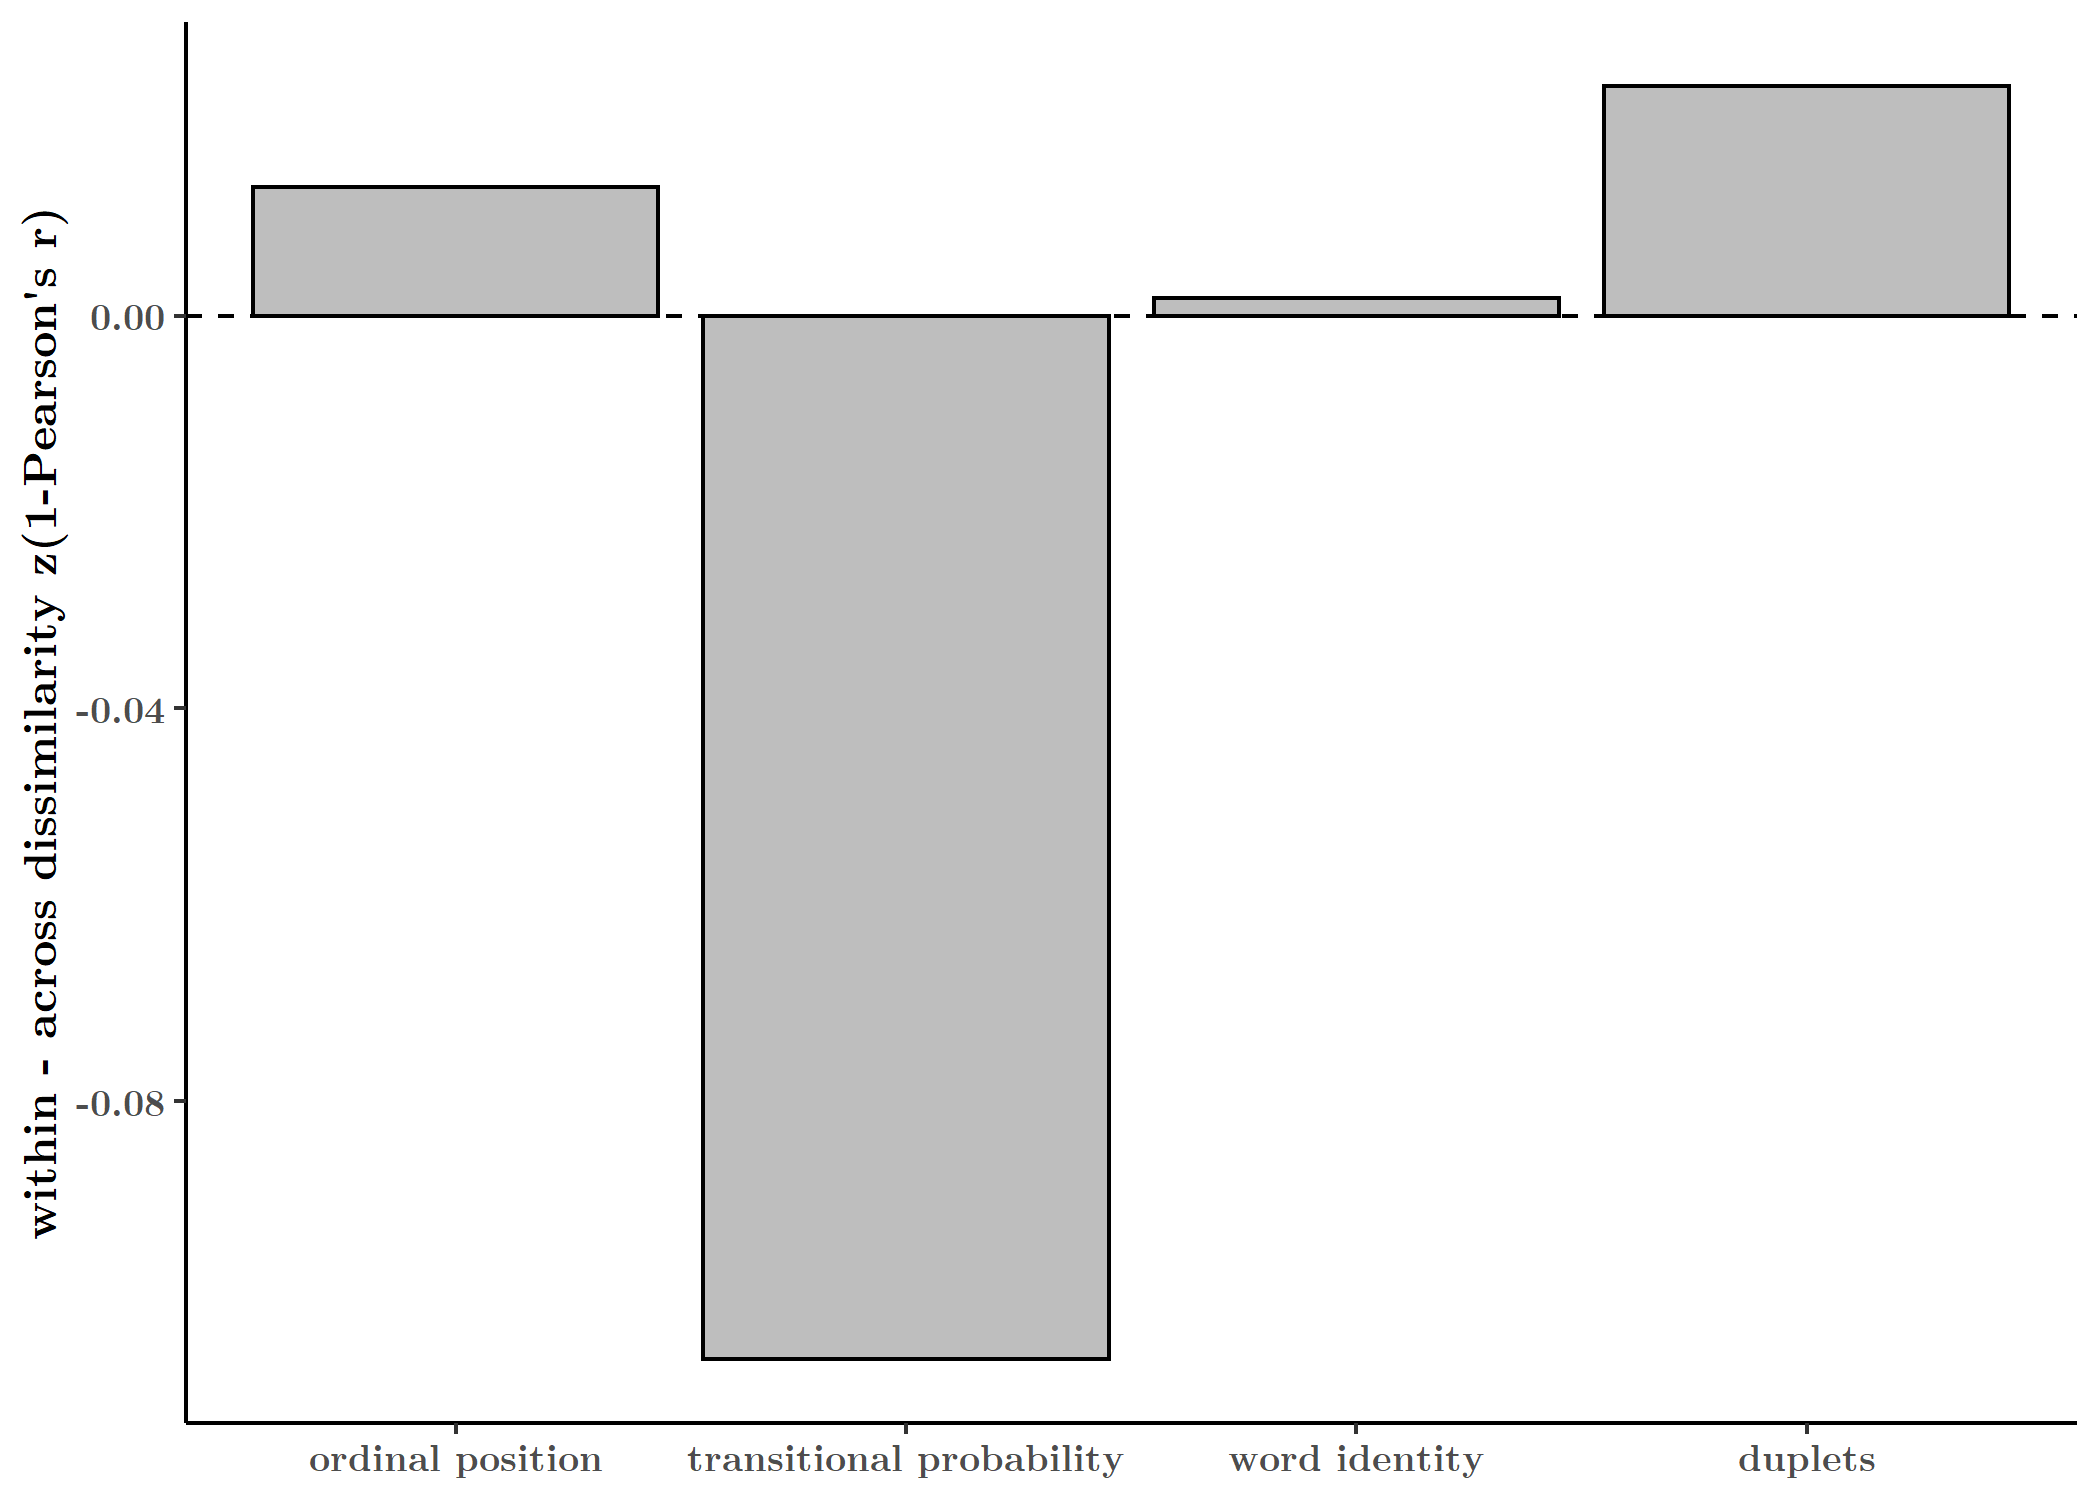 within - across dissimilarity z(1-Pearson's r)
0.00
-0.04
-0.08
ordinal position
transitional probability
word identity
duplets